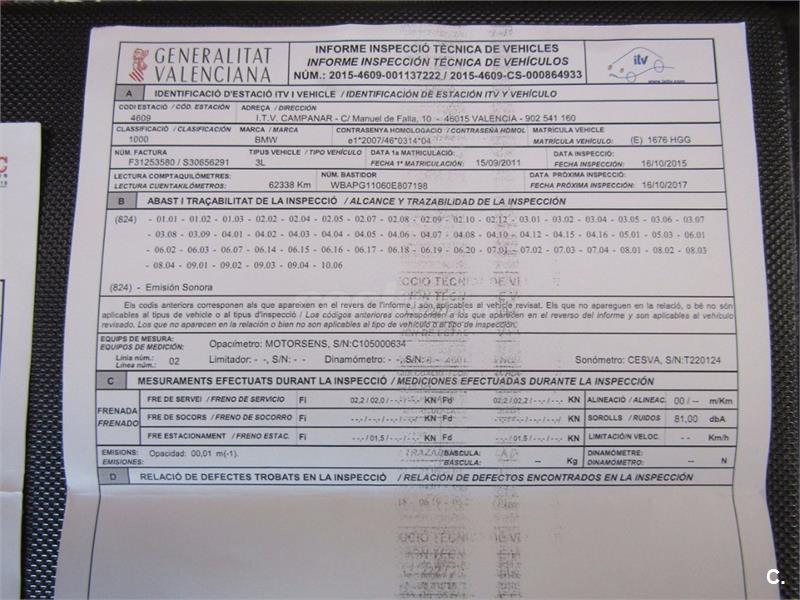 GENERALITAT
VALENCIANA
INFORME INSPECCIÓ TÈCNICA DE VEHICLES
INFORME INSPECCIÓN TÉCNICA DE VEHÍCULOS
NÚM.: 2015-4609-001137222 / 2015-4609-CS-000864933
itv
A IDENTIFICACIÓ D'ESTACIÓ ITV I VEHICLE / IDENTIFICACIÓN DE ESTACIÓN ITV Y VEHÍCULO
CODI ESTACIÓ / CÓD. ESTACIÓN ADREÇA / DIRECCIÓN
4609 I.T.V. CAMPANAR - C/ Manuel de Falla, 10 - 46015 VALENCIA - 902 541 160
CLASSIFICACIÓ / CLASIFICACIÓN MARCA / MARCA CONTRASENYA HOMOLOGACIO / CONTRASEÑA HOMOL MATRÍCULA VEHICLE
1000 BMW e1*2007/46*0314*04 MATRÍCULA VEHÍCULO: (E) 1676 HGG
NÚM. FACTURA TIPUS VEHICLE / TIPO VEHÍCULO DATA 1a MATRICULACIÓ: DATA INSPECCIÓ:
F31253580 / S30656291 3L FECHA 1ª MATRICULACIÓN: 15/09/2011 FECHA INSPECCIÓN: 16/10/2015
LECTURA COMPTAQUILÒMETRES: NÚM. BASTIDOR DATA PRÒXIMA INSPECCIÓ:
LECTURA CUENTAKILÓMETROS: 62338 Km WBAPG11060E807198 FECHA PRÓXIMA INSPECCIÓN: 16/10/2017
B ABAST I TRAÇABILITAT DE LA INSPECCIÓ / ALCANCE Y TRAZABILIDAD DE LA INSPECCIÓN
(824) - 01.01 - 01.02 - 01.03 - 02.02 - 02.04 - 02.05 - 02.07 - 02.08 - 02.09 - 02.10 - 02.12 - 03.01 - 03.02 - 03.04 - 03.05 - 03.06 - 03.07
- 03.08 - 03.09 - 04.01 - 04.02 - 04.03 - 04.04 - 04.05 - 04.06 - 04.07 - 04.08 - 04.10 - 04.12 - 04.15 - 04.16 - 05.01 - 05.03 - 06.01
- 06.02 - 06.03 - 06.07 - 06.14 - 06.15 - 06.16 - 06.17 - 06.18 - 06.19 - 06.20 - 07.01 - 07.02 - 07.03 - 07.04 - 08.01 - 08.02 - 08.03
- 08.04 - 09.01 - 09.02 - 09.03 - 09.04 - 10.06
(824) - Emisión Sonora
Els codis anteriors corresponen als que apareixen en el revers de l'informe i són aplicables al vehicle revisat. Els que no apareguen en la relació, o bé no son
aplicables al tipus de vehicle o al tipus d'inspecció / Los códigos anteriores corresponden a los que aparecen en el reverso del informe y son aplicables al vehículo
revisado. Los que no aparecen en la relación o bien no son aplicables al tipo de vehículo o al tipo de inspección.
EQUIPS DE MESURA:
EQUIPOS DE MEDICIÓN: Opacímetro: MOTORSENS, S/N:C105000634
Línia núm.:
Línea núm.: 02 Limitador: - -, S/N: - - Dinamómetro: - -, S/N: Sonómetro: CESVA, S/N:T220124
C MESURAMENTS EFECTUATS DURANT LA INSPECCIÓ / MEDICIONES EFECTUADAS DURANTE LA INSPECCIÓN
FRENADA
FRENADO
FRE DE SERVEI / FRENO DE SERVICIO Fi 02,2 / 02,0 / --,- / --,- KN Fd 02,2 / 02,2 / --,- / --,- KN ALINEACIÓ / ALINEAC. 00 / -- m/Km
FRE DE SOCORS / FRENO DE SOCORRO Fi --,- / --,- / --,- / --,- KN Fd --,- / --,- / --,- / --,- KN SOROLLS / RUIDOS 81,00 dbA
FRE ESTACIONAMENT / FRENO ESTAC. Fi --,- / 01,5 / --,- / --,- KN Fd --,- / 01,5 / --,- / --,- KN LIMITACIÓ/N VELOC. - - Km/h
EMISIONS:
EMISIONES: Opacidad: 00,01 m(-1).
BÀSCULA:
BÁSCULA: -- Kg
DINAMÒMETRE:
DINAMÓMETRO: -- N
D RELACIÓ DE DEFECTES TROBATS EN LA INSPECCIÓ / RELACIÓN DE DEFECTOS ENCONTRADOS EN LA INSPECCIÓN
C.